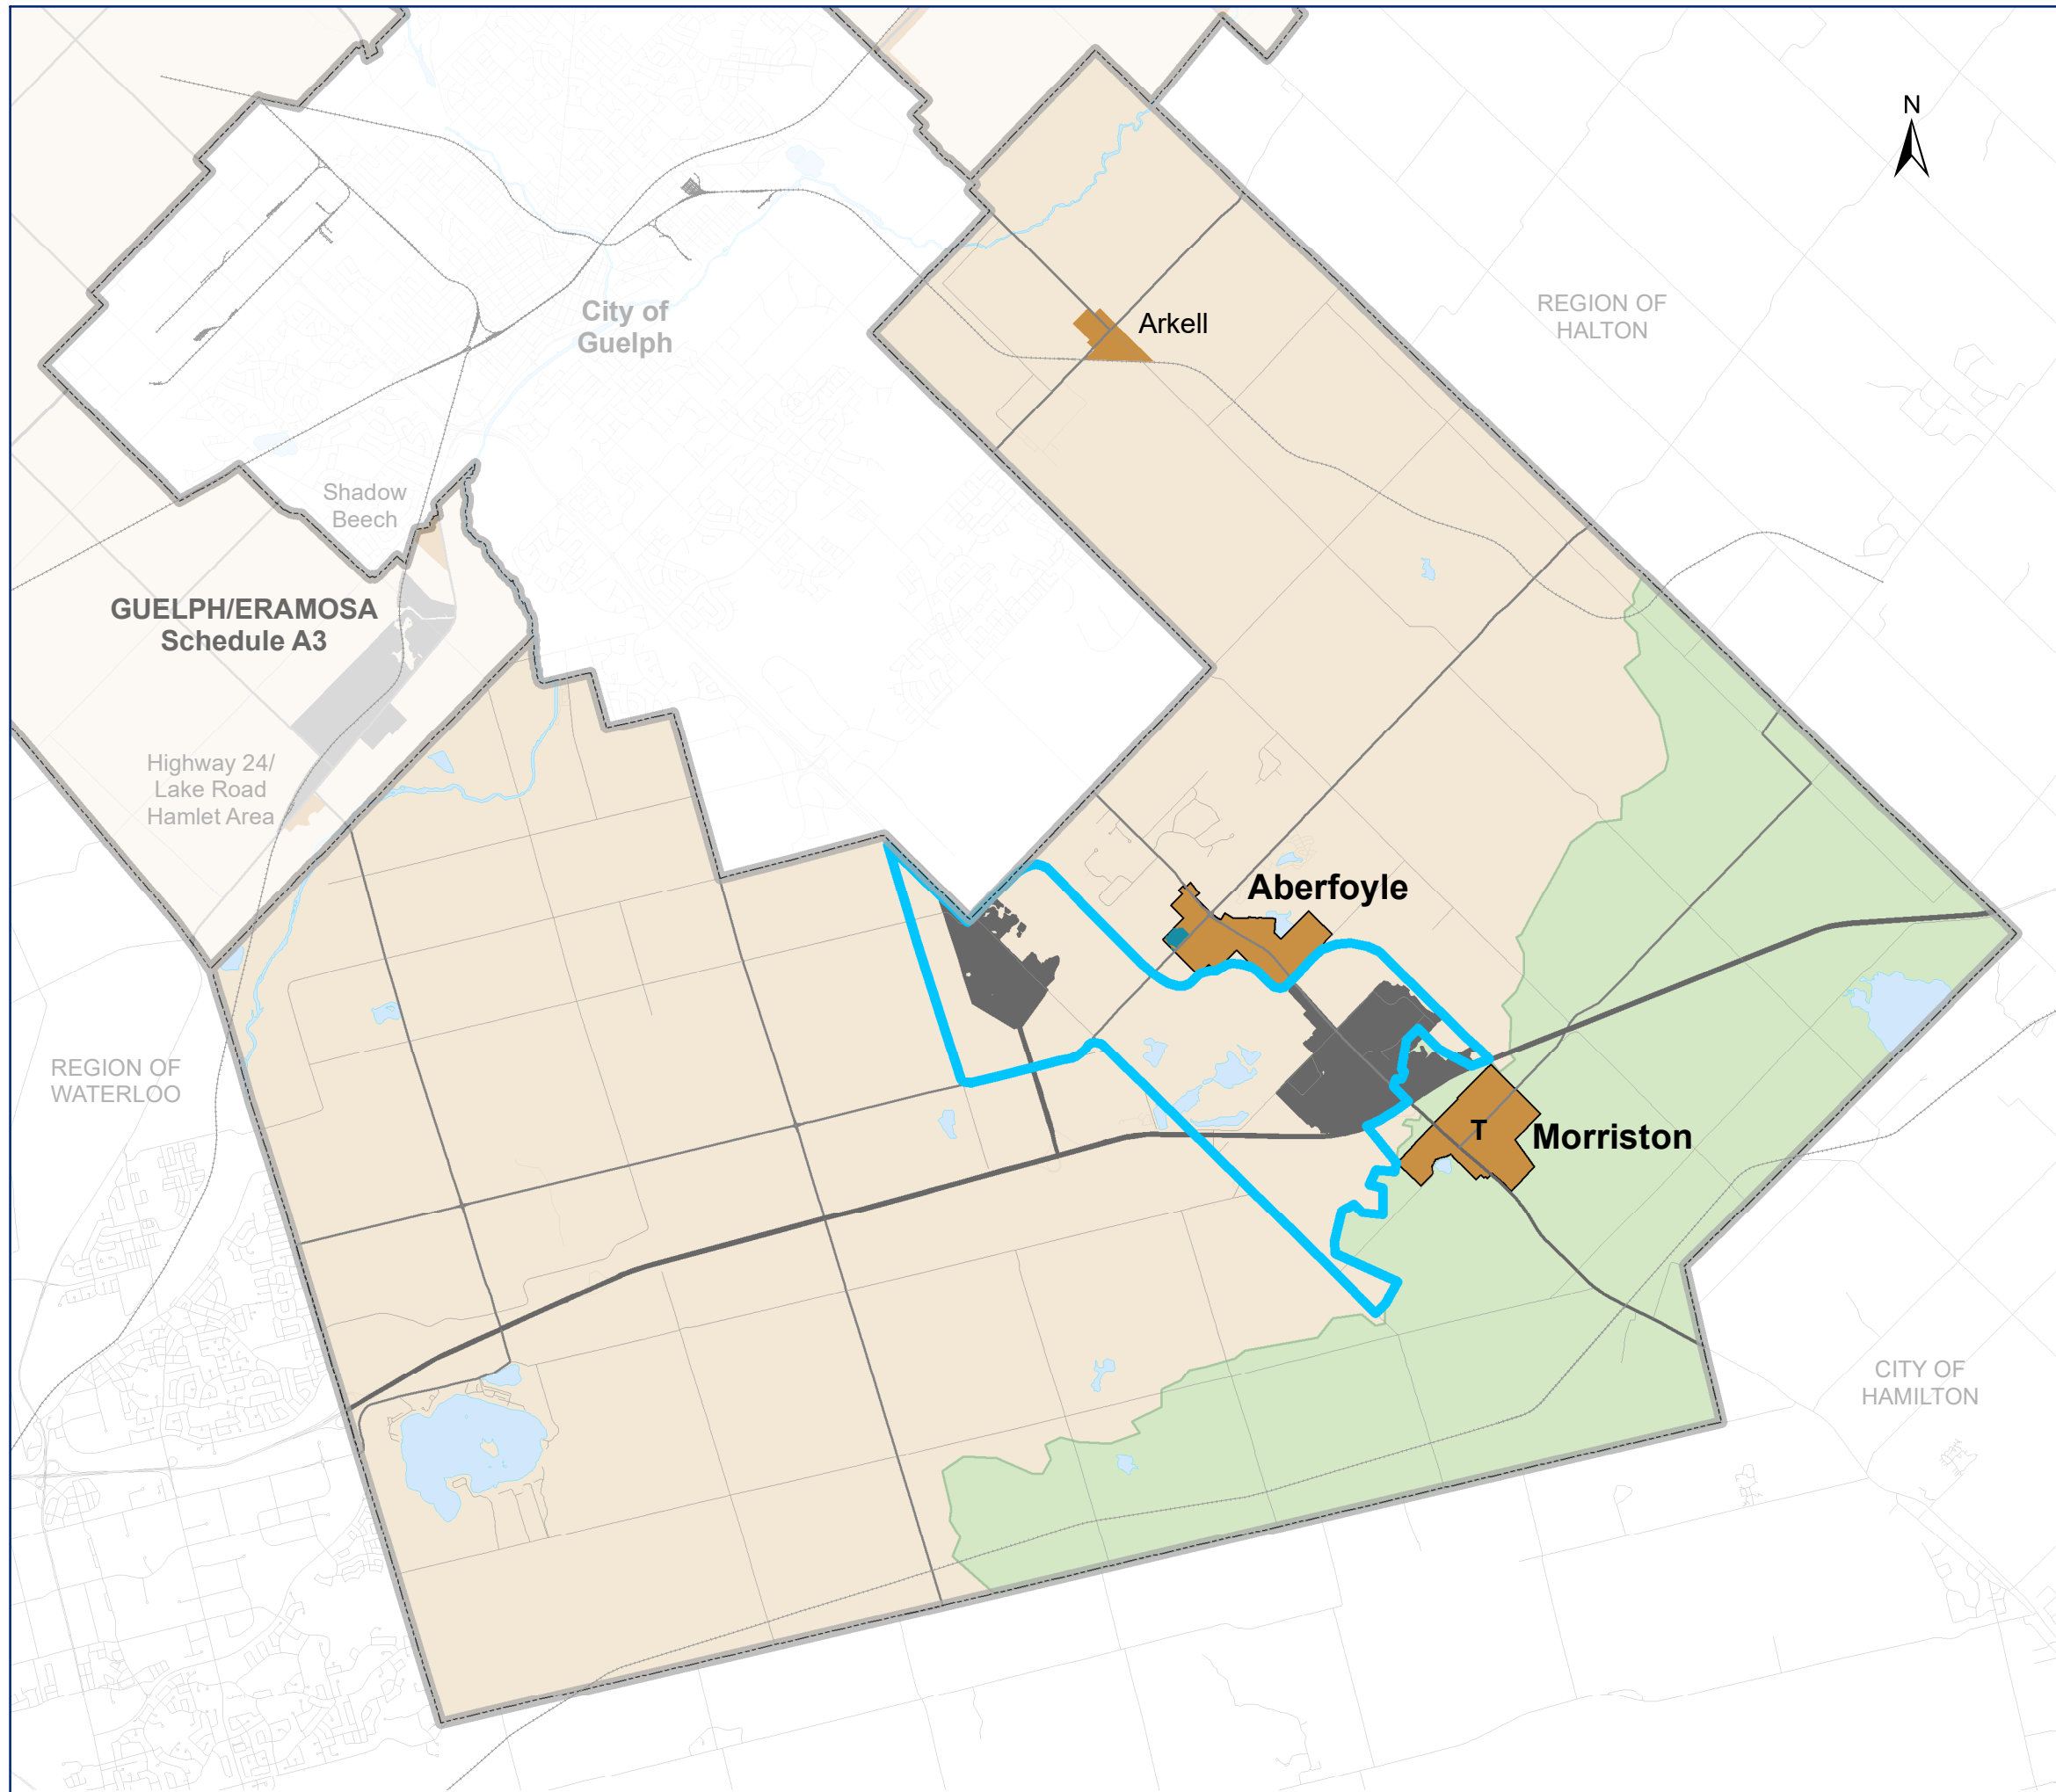 N
City of
Guelph
REGION OF
HALTON
Arkell
Shadow
Beech
GUELPH/ERAMOSA
Schedule A3
Highway 24/
Lake Road
Hamlet Area
Aberfoyle
REGION OF
WATERLOO
T
Morriston
CITY OF
HAMILTON